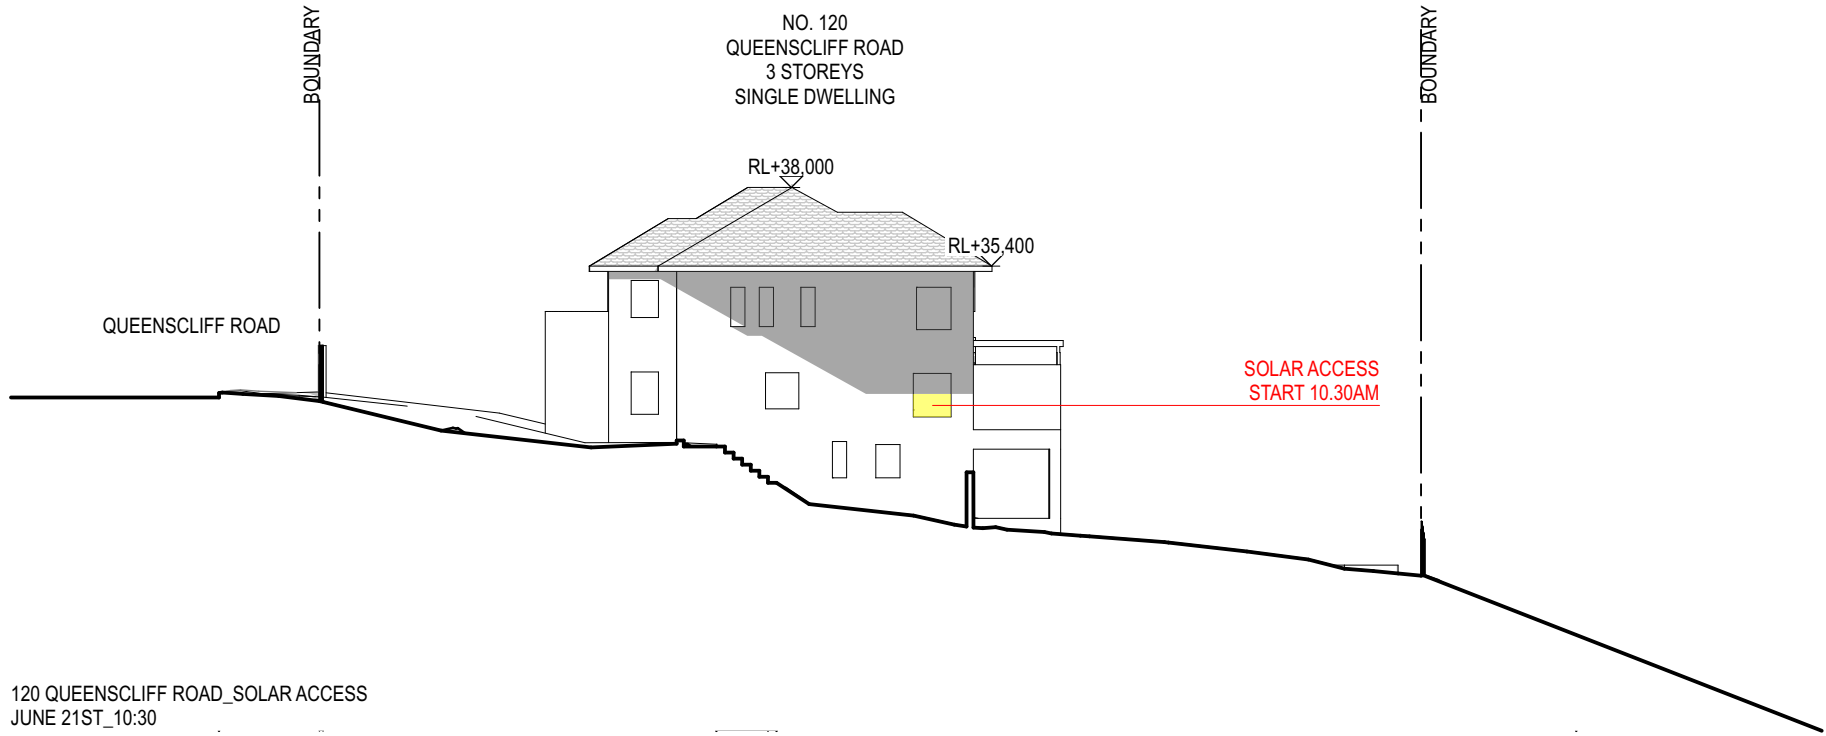 BOUNDARY
NO. 120
QUEENSCLIFF ROAD
3 STOREYS
SINGLE DWELLING
BOUNDARY
RL+38,000
RL+35,400
QUEENSCLIFF ROAD
SOLAR ACCESS
START 10.30AM
120 QUEENSCLIFF ROAD_SOLAR ACCESS
JUNE 21ST_10:30